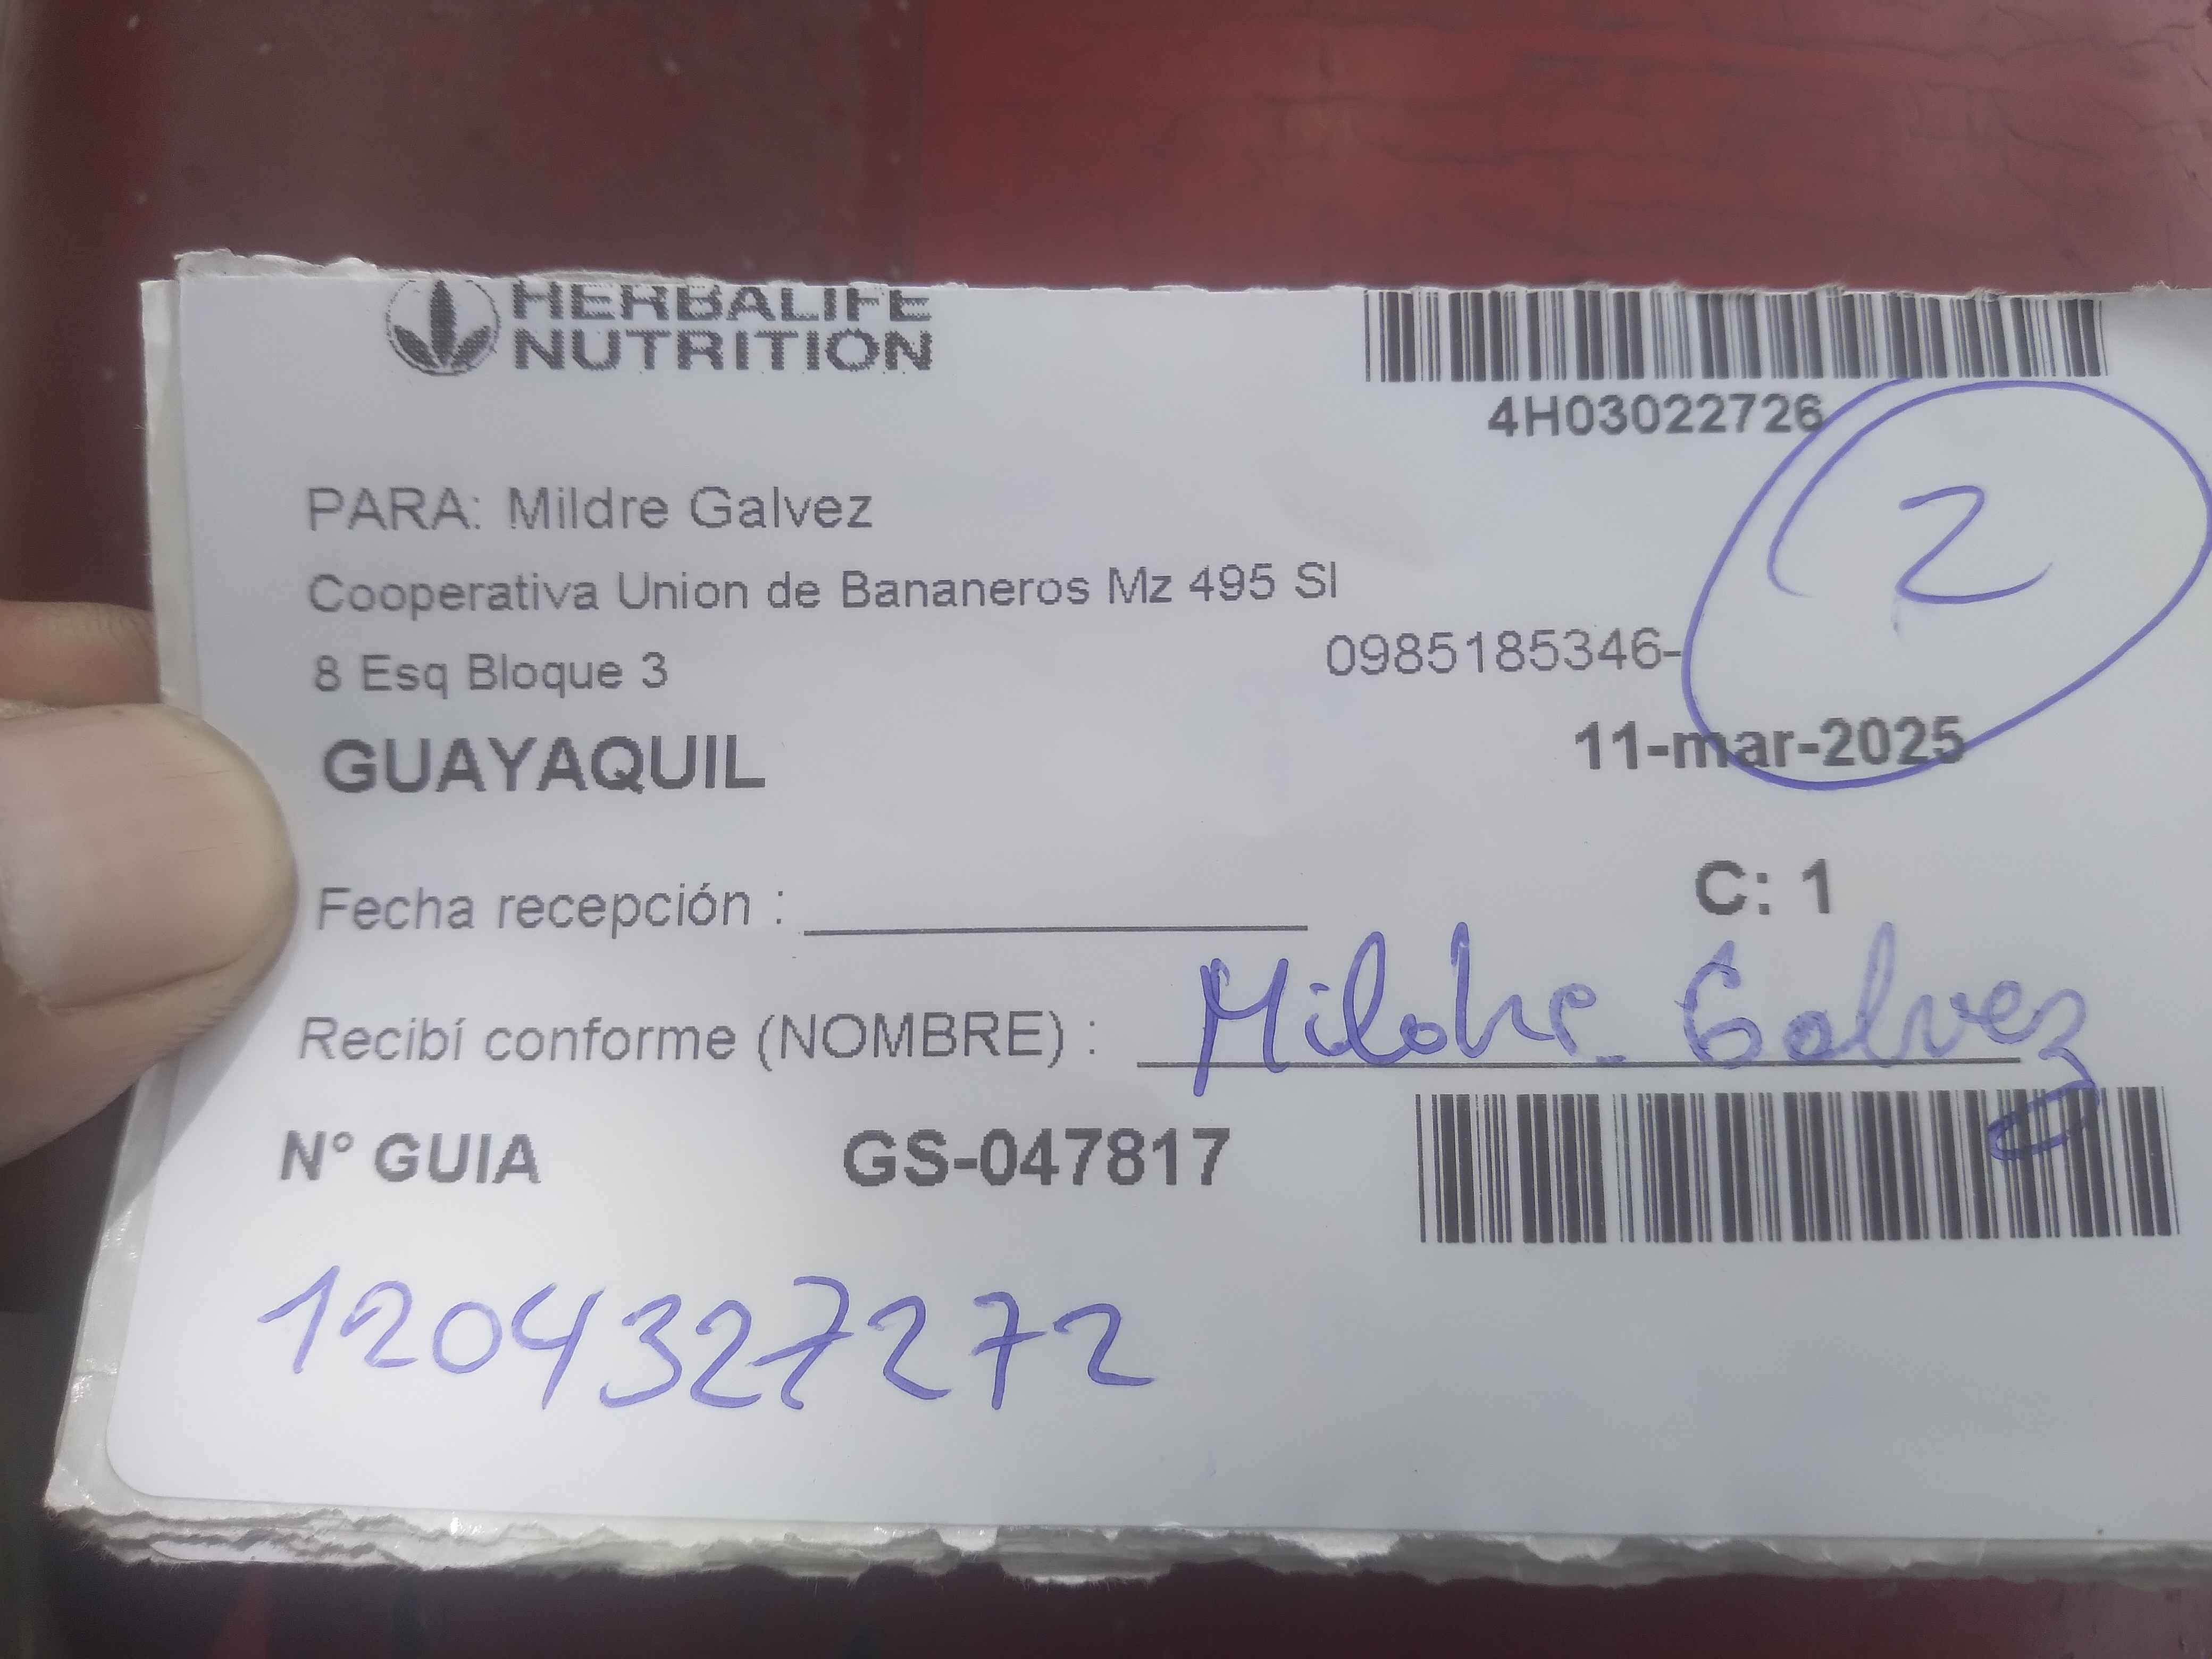 HERBALIFE
NUTRITION
4H03022726
2
PARA: Mildre Galvez
Cooperativa Union de Bananeros Mz 495 Sl
8 Esq Bloque 3
0985185346-
GUAYAQUIL
11-mar-2025
C: 1
Fecha recepción :
Recibí conforme (NOMBRE) : Mildre Galvez
N° GUIA GS-047817
1204327272